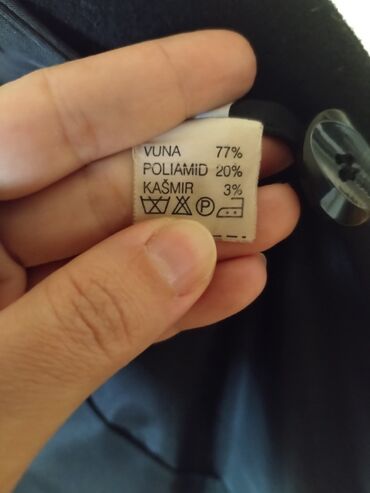 VUNA 77%
POLIAMID 20%
KAŠMIR 3%
P